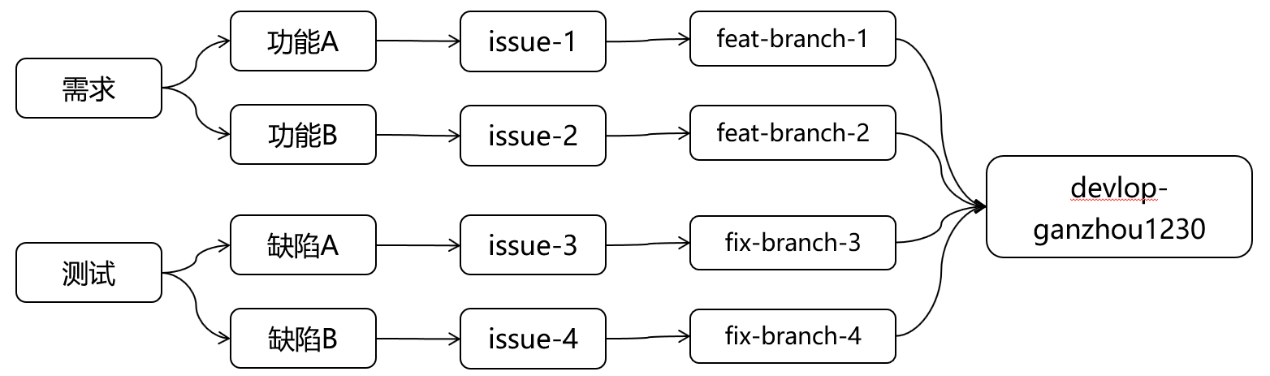 需求
功能A
issue-1
feat-branch-1
功能B
issue-2
feat-branch-2
测试
缺陷A
issue-3
fix-branch-3
缺陷B
issue-4
fix-branch-4
devlop-
ganzhou1230